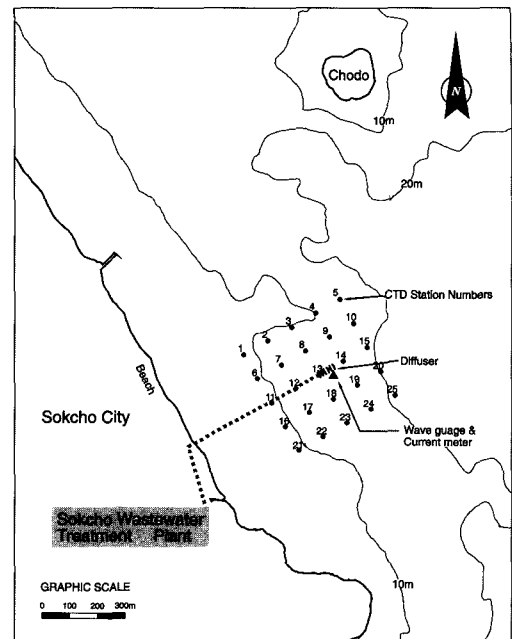 Chodo
N
10m
20m
5
CTD Station Numbers
4
3
10
2
9
1
8
15
14
Diffuser
7
13
20
6
12
19
25
11
18
24
Wave guage &
Current meter
17
23
16
22
21
Beach
Sokcho City
Sokcho Wastewater
Treatment Plant
10m
GRAPHIC SCALE
0 100 200 300m